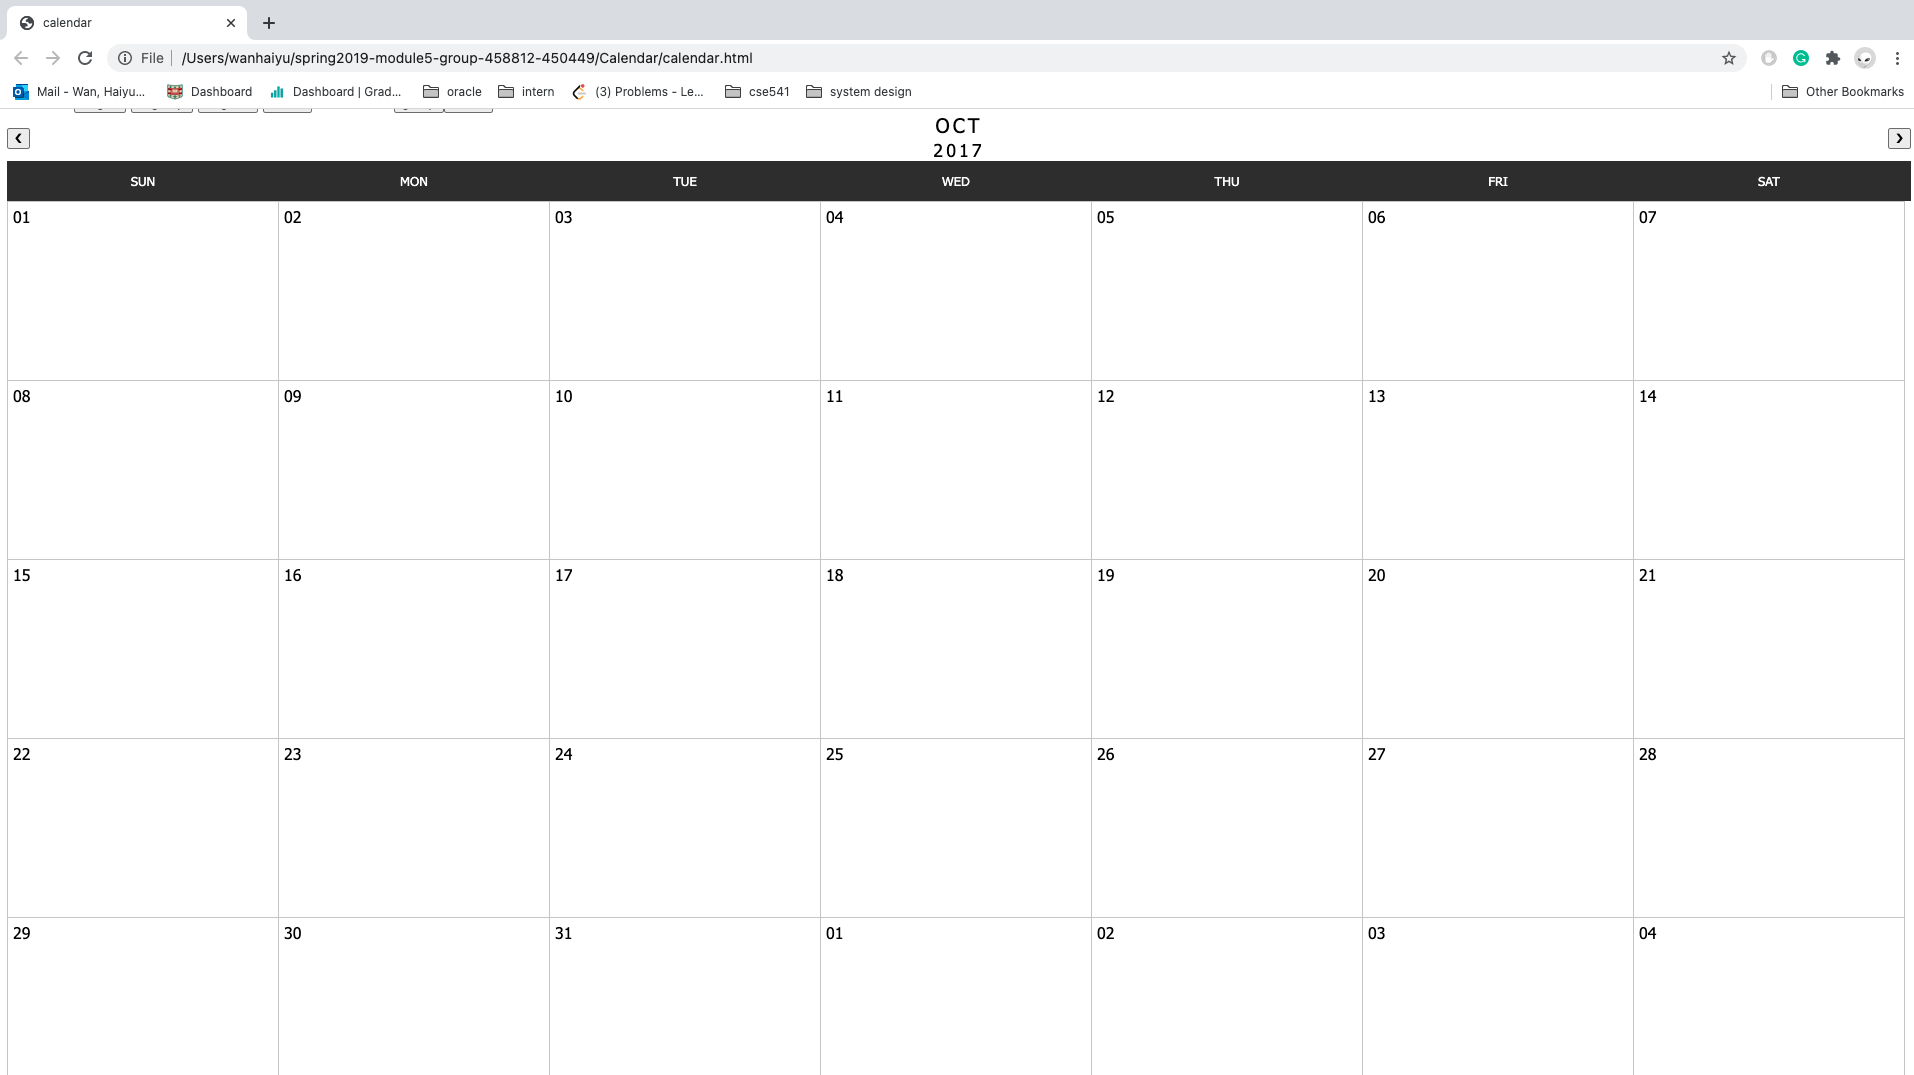 calendar
File /Users/wanhaiyu/spring2019-module5-group-458812-450449/Calendar/calendar.html
Mail - Wan, Haiyu... Dashboard Dashboard | Grad... oracle intern (3) Problems - Le... cse541 system design Other Bookmarks
OCT
2017
SUN MON TUE WED THU FRI SAT
01 02 03 04 05 06 07
08 09 10 11 12 13 14
15 16 17 18 19 20 21
22 23 24 25 26 27 28
29 30 31 01 02 03 04